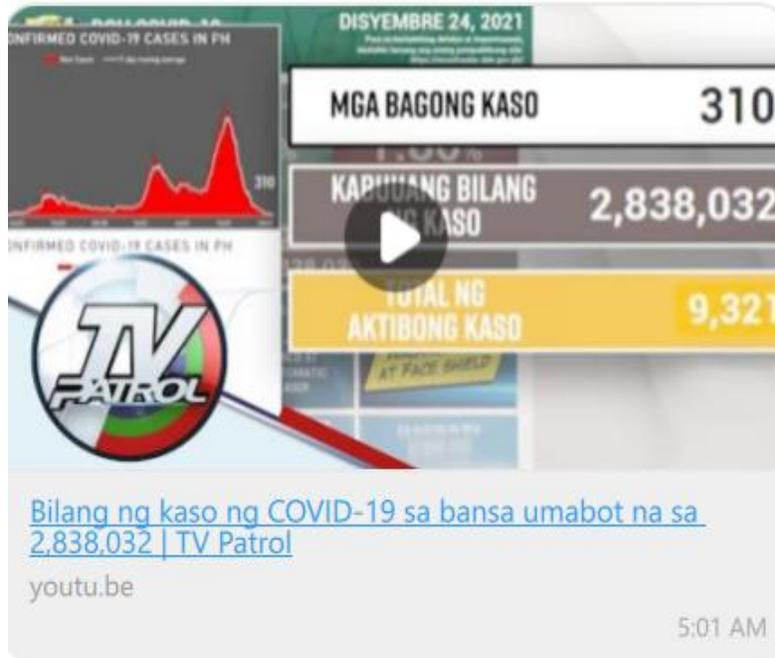 DISYEMBRE 24, 2021
CONFIRMED COVID-19 CASES IN PH
310
MGA BAGONG KASO 310
KABUUANG BILANG
NG KASO 2,838,032
TOTAL NG
AKTIBONG KASO 9,321
CONFIRMED COVID-19 CASES IN PH
AT FACE SHIELD
TV
PATROL
Bilang ng kaso ng COVID-19 sa bansa umabot na sa
2,838,032 | TV Patrol
youtu.be
5:01 AM